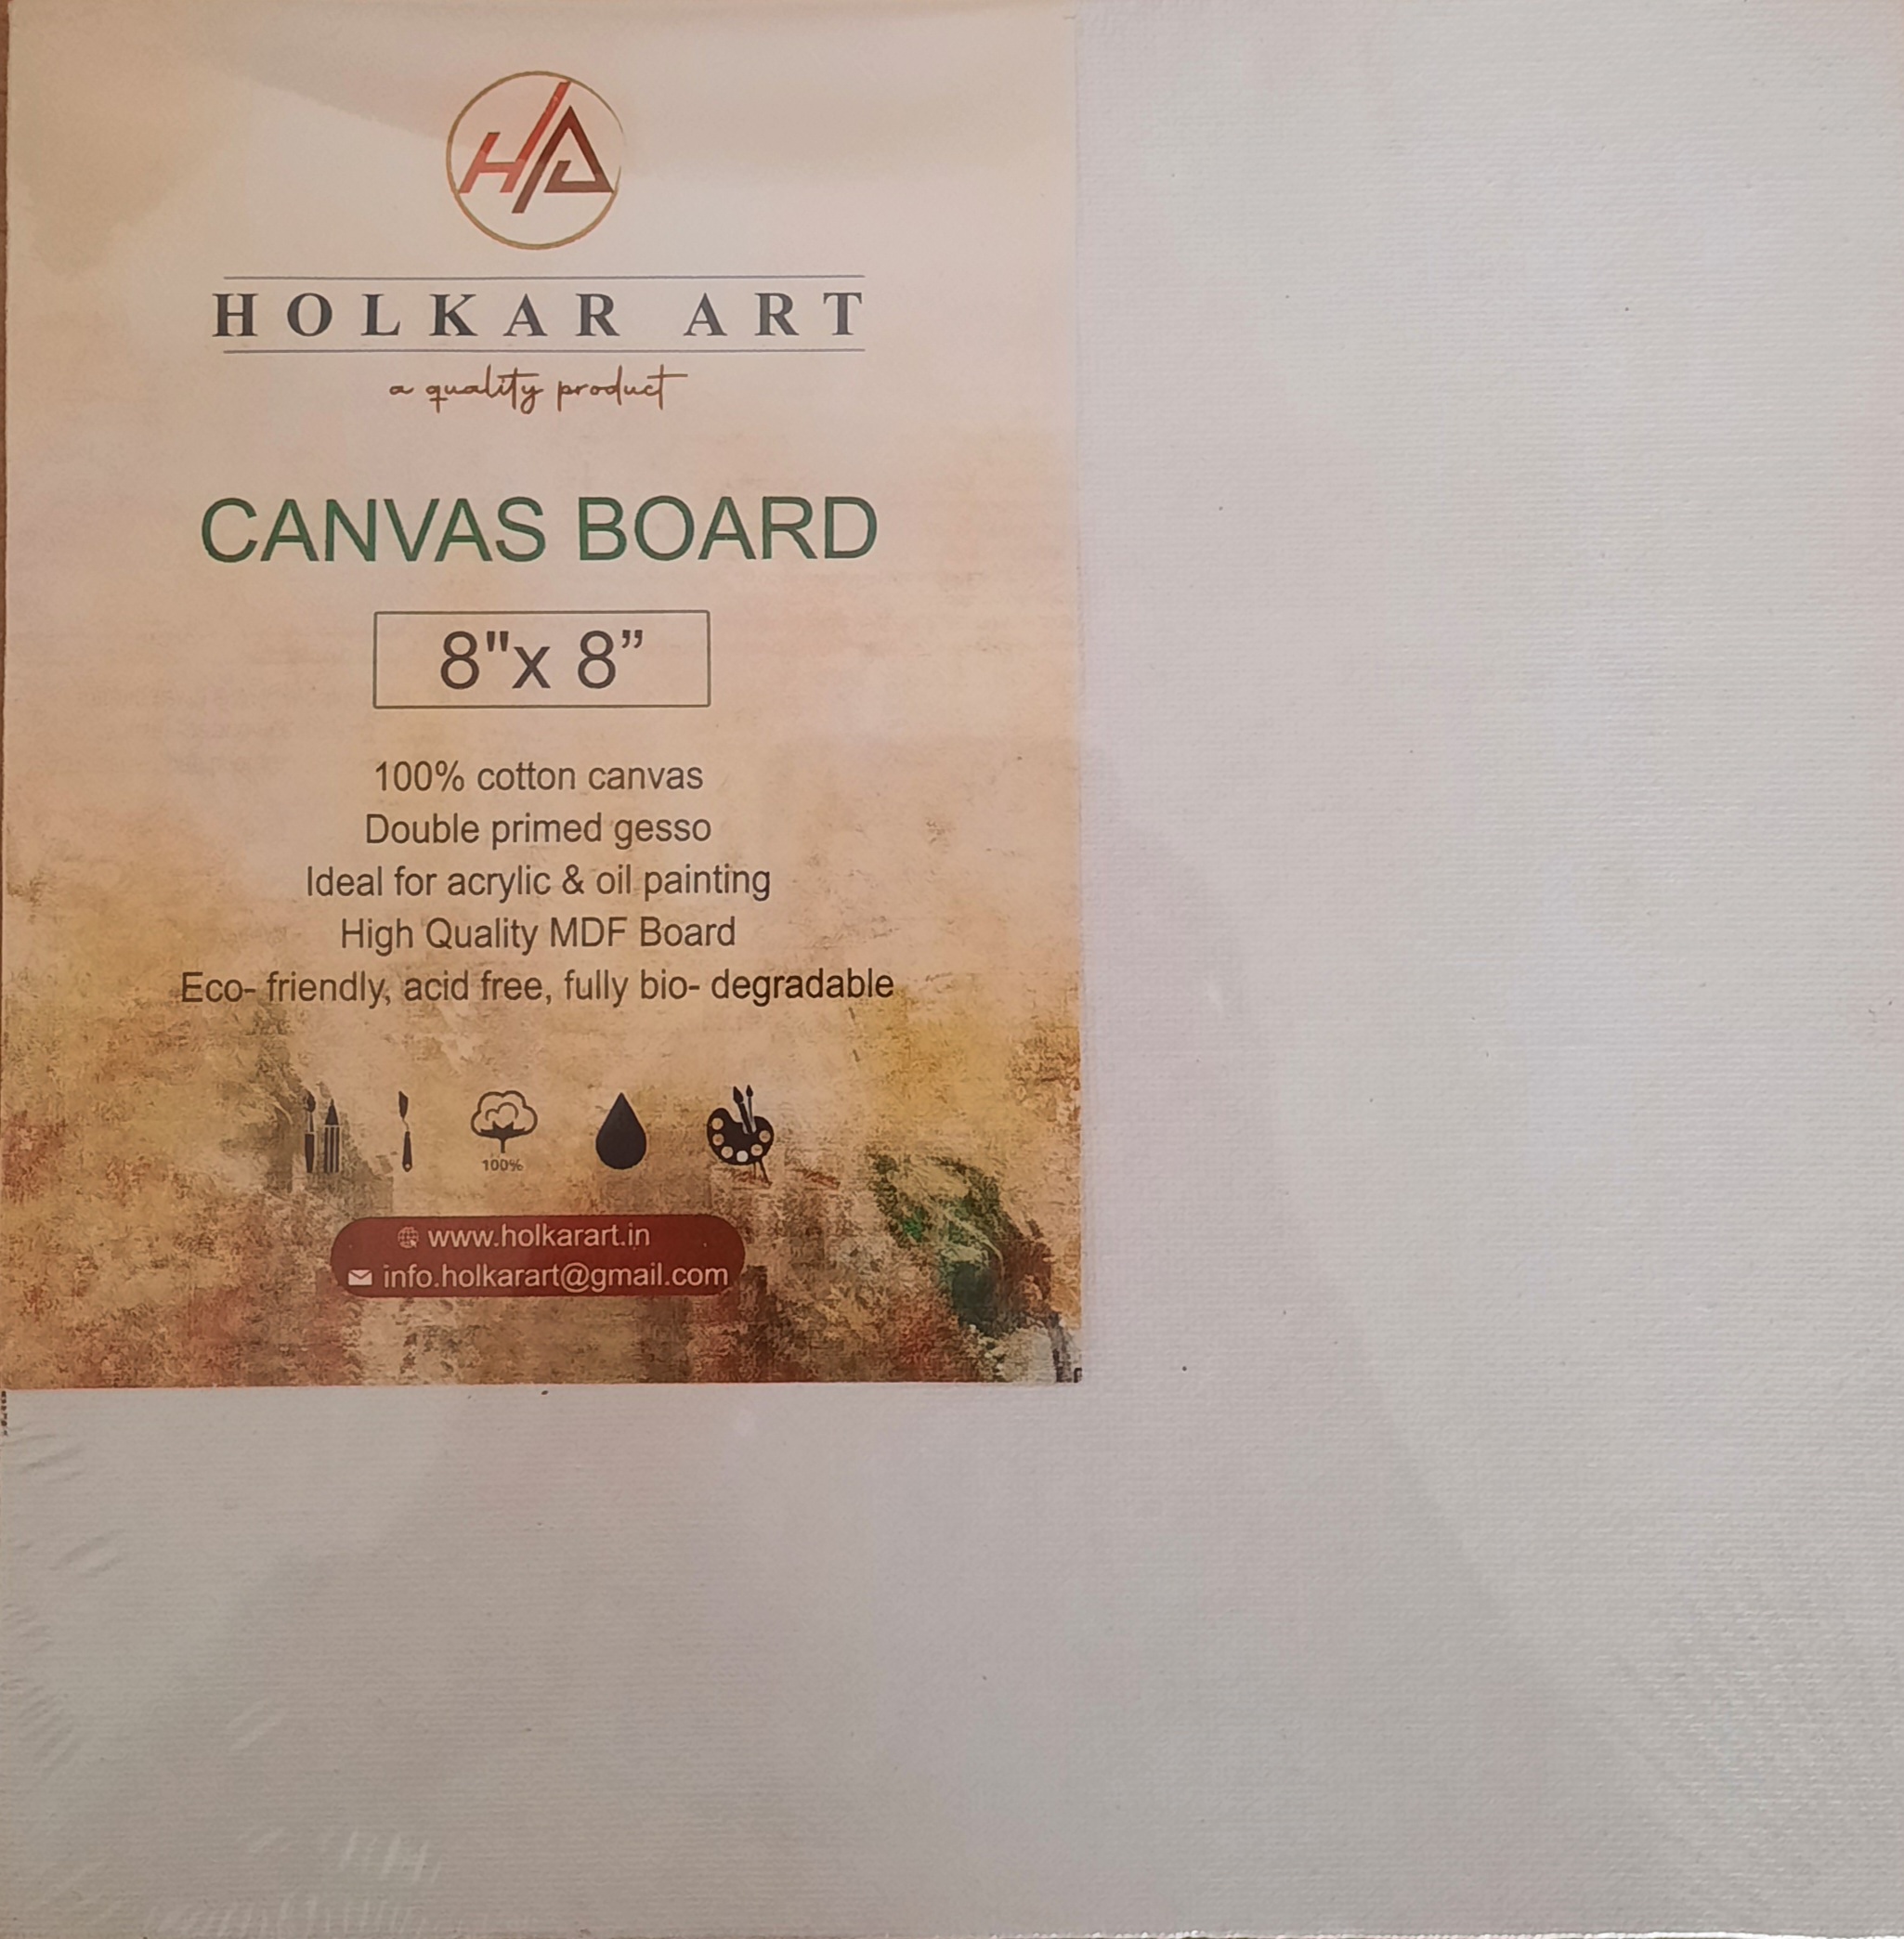 HA
HOLKAR ART
a quality product
CANVAS BOARD
8"x 8”
100% cotton canvas
Double primed gesso
Ideal for acrylic & oil painting
High Quality MDF Board
Eco- friendly, acid free, fully bio- degradable
100%
www.holkarart.in
info.holkarart@gmail.com